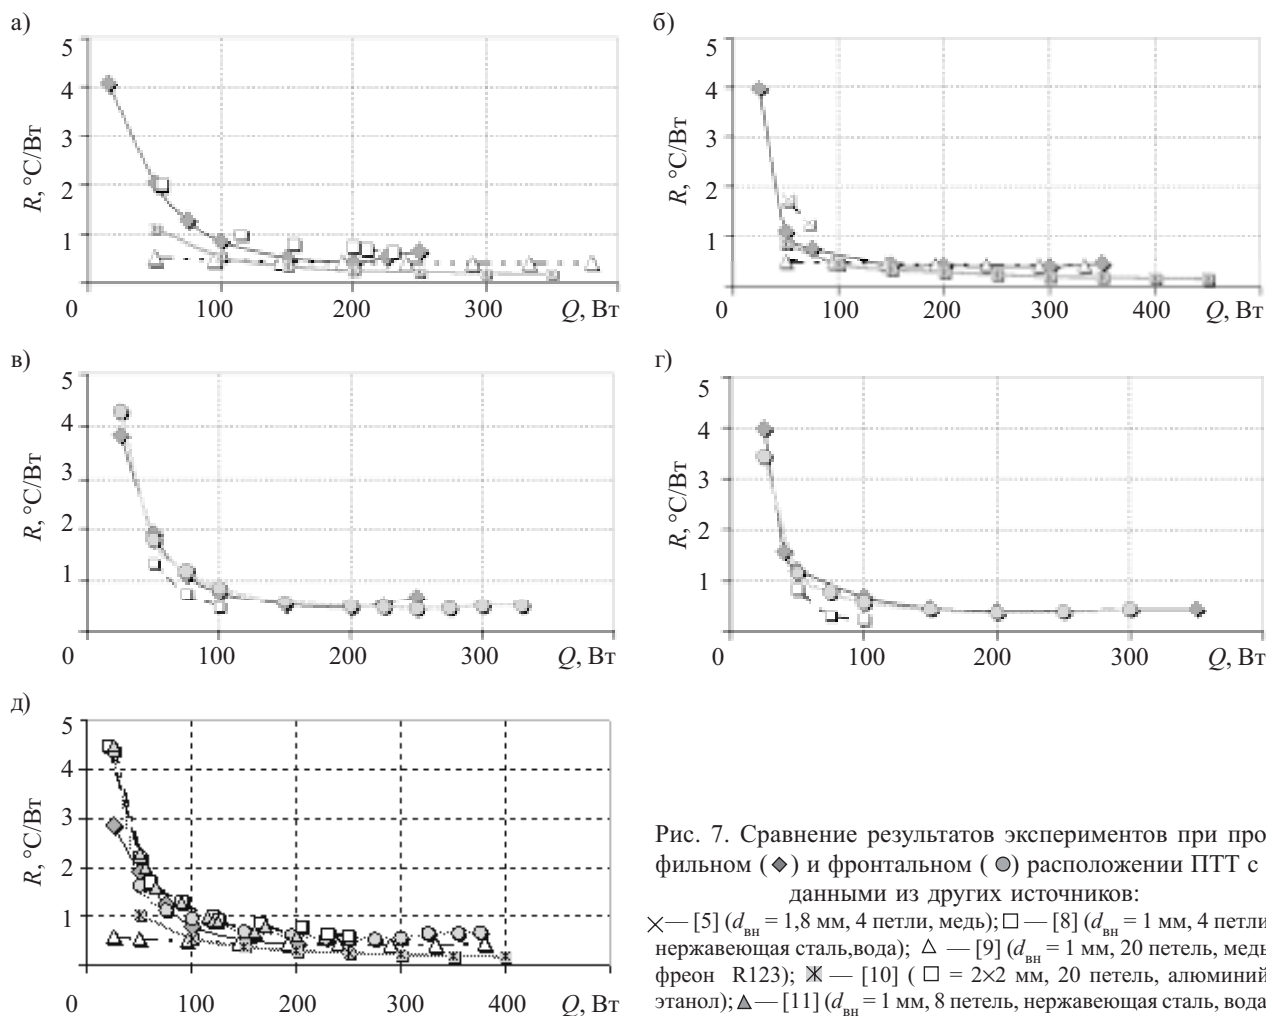 а)
5
4
3
2
1
0
100
200
300
Q, Вт
R, °C/Вт
б)
5
4
3
2
1
0
100
200
300
400
Q, Вт
R, °C/Вт
в)
5
4
3
2
1
0
100
200
300
Q, Вт
R, °C/Вт
г)
5
4
3
2
1
0
100
200
300
Q, Вт
R, °C/Вт
д)
5
4
3
2
1
0
100
200
300
400
Q, Вт
R, °C/Вт
Рис. 7. Сравнение результатов экспериментов при про-
фильном (◆) и фронтальном (●) расположении ПТТ с
данными из других источников:
×— [5] (dвн = 1,8 мм, 4 петли, медь); □ — [8] (dвн = 1 мм, 4 петли
нержавеющая сталь,вода); △ — [9] (dвн = 1 мм, 20 петель, медь
фреон R123); Ж — [10] ( □ = 2×2 мм, 20 петель, алюминий
этанол); ▲ — [11] (dвн = 1 мм, 8 петель, нержавеющая сталь, вода